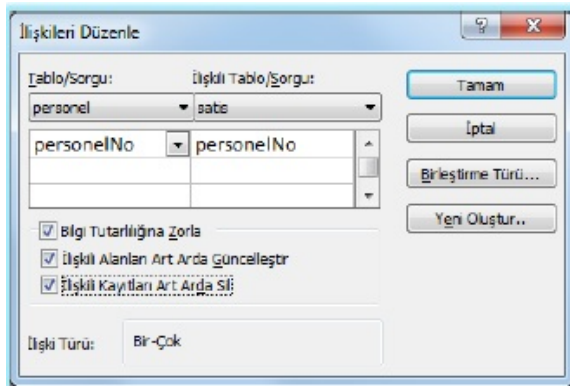 İlişkileri Düzenle
Tablo/Sorgu: İlişkili Tablo/Sorgu:
personel satis
personelNo personelNo
Bilgi Tutarlılığına Zorla
İlişkili Alanları Art Arda Güncelleştir
İlişkili Kayıtları Art Arda Sil
İlişki Türü: Bir-Çok
Tamam
İptal
Birleştirme Türü...
Yeni Oluştur..